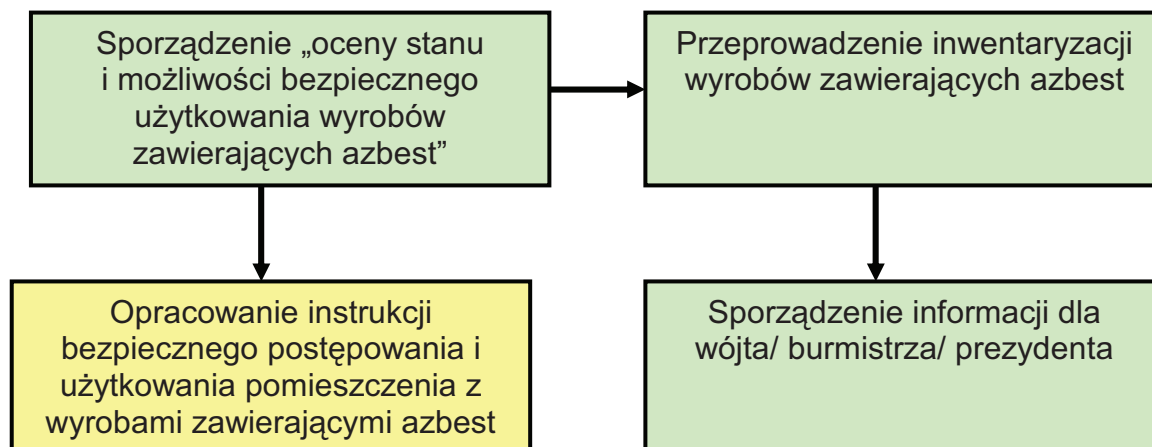 Sporządzenie „oceny stanu
i możliwości bezpiecznego
użytkowania wyrobów
zawierających azbest”
Przeprowadzenie inwentaryzacji
wyrobów zawierających azbest
Opracowanie instrukcji
bezpiecznego postępowania i
użytkowania pomieszczenia z
wyrobami zawierającymi azbest
Sporządzenie informacji dla
wójta/ burmistrza/ prezydenta